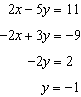 2x − 5y = 11
−2x + 3y = −9
−2y = 2
y = −1